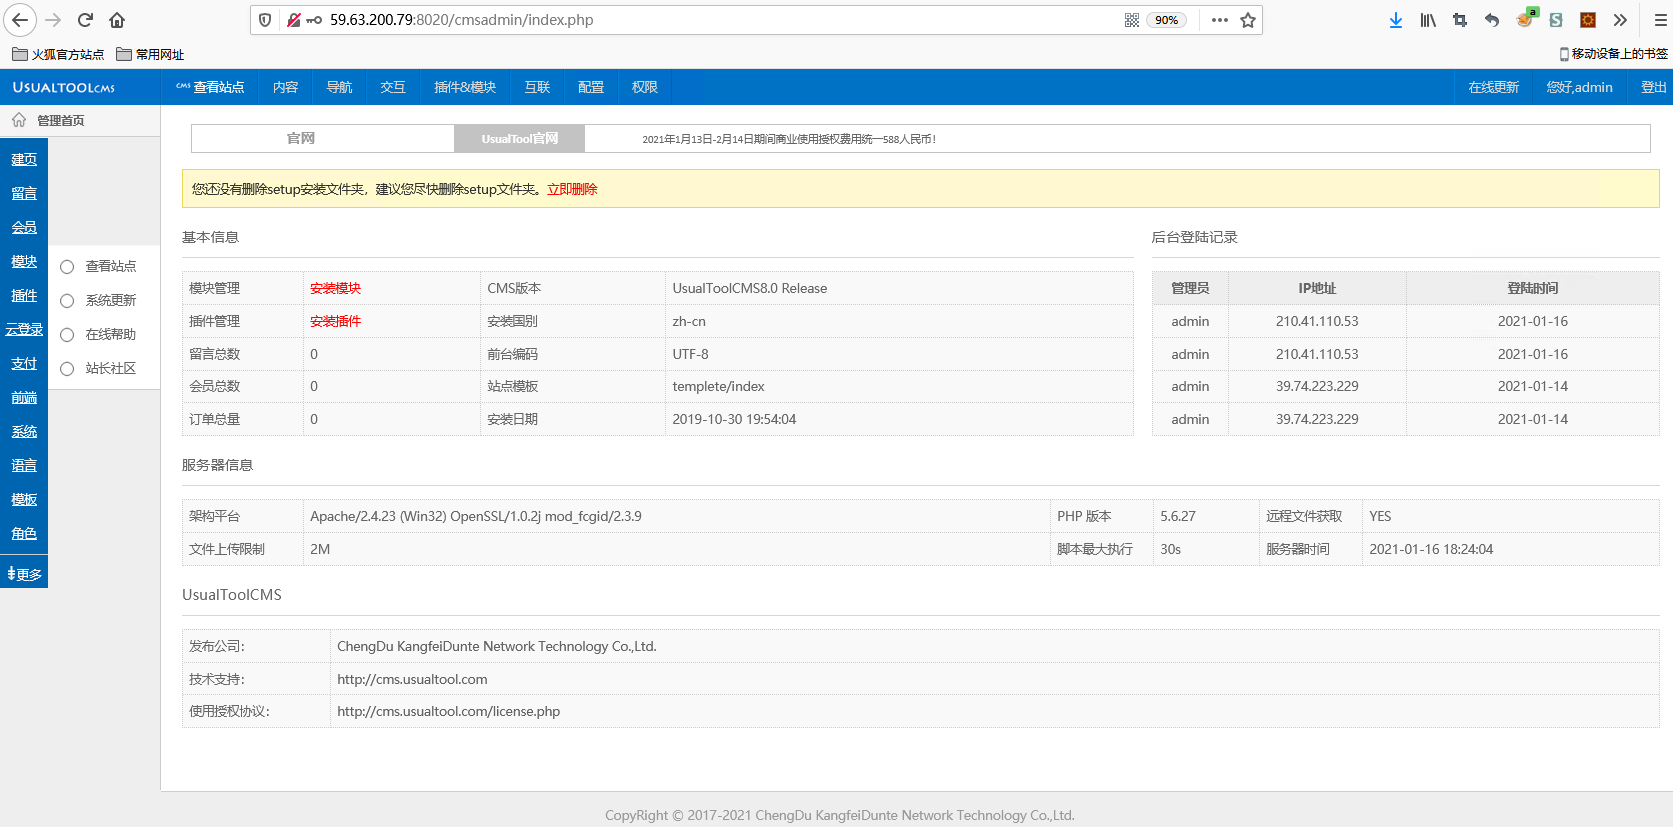 59.63.200.79:8020/cmsadmin/index.php 90%
火狐官方站点 常用网址 移动设备上的书签
USUALTOOLCMS CMS 查看站点 内容 导航 交互 插件&模块 互联 配置 权限 在线更新 您好,admin 登出
管理首页
官网 UsualTool官网 2021年1月13日-2月14日期间商业使用授权费用统一588人民币!
建页
留言
会员
模块
插件
云登录
支付
前端
系统
语言
模板
角色
更多
查看站点
系统更新
在线帮助
站长社区
您还没有删除setup安装文件夹，建议您尽快删除setup文件夹。立即删除
基本信息
模块管理 安装模块 CMS版本 UsualToolCMS8.0 Release
插件管理 安装插件 安装国别 zh-cn
留言总数 0 前台编码 UTF-8
会员总数 0 站点模板 templete/index
订单总量 0 安装日期 2019-10-30 19:54:04
后台登陆记录
管理员 IP地址 登陆时间
admin 210.41.110.53 2021-01-16
admin 210.41.110.53 2021-01-16
admin 39.74.223.229 2021-01-14
admin 39.74.223.229 2021-01-14
服务器信息
架构平台 Apache/2.4.23 (Win32) OpenSSL/1.0.2j mod_fcgid/2.3.9 PHP 版本 5.6.27 远程文件获取 YES
文件上传限制 2M 脚本最大执行 30s 服务器时间 2021-01-16 18:24:04
UsualToolCMS
发布公司： ChengDu KangfeiDunte Network Technology Co.,Ltd.
技术支持： http://cms.usualtool.com
使用授权协议： http://cms.usualtool.com/license.php
CopyRight © 2017-2021 ChengDu KangfeiDunte Network Technology Co.,Ltd.